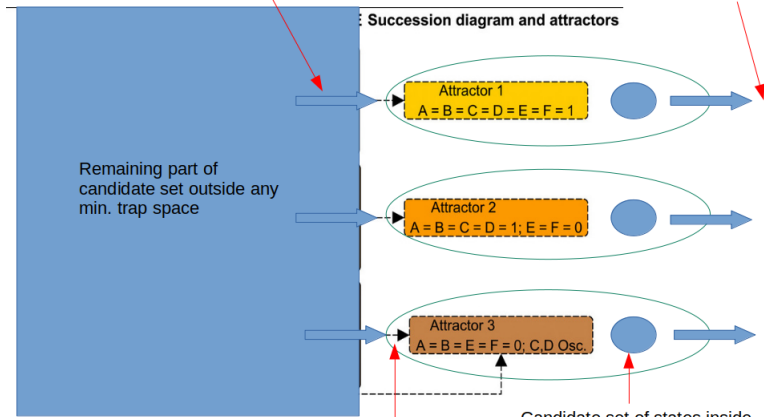 E Succession diagram and attractors
Attractor 1
A = B = C = D = E = F = 1
Remaining part of
candidate set outside any
min. trap space
Attractor 2
A = B = C = D = 1; E = F = 0
Attractor 3
A = B = E = F = 0; C,D Osc.
Candidate set of states inside